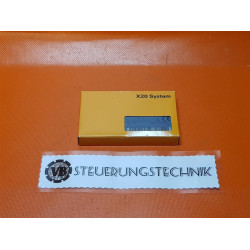 X20 System
VB STEUERUNGSTECHNIK